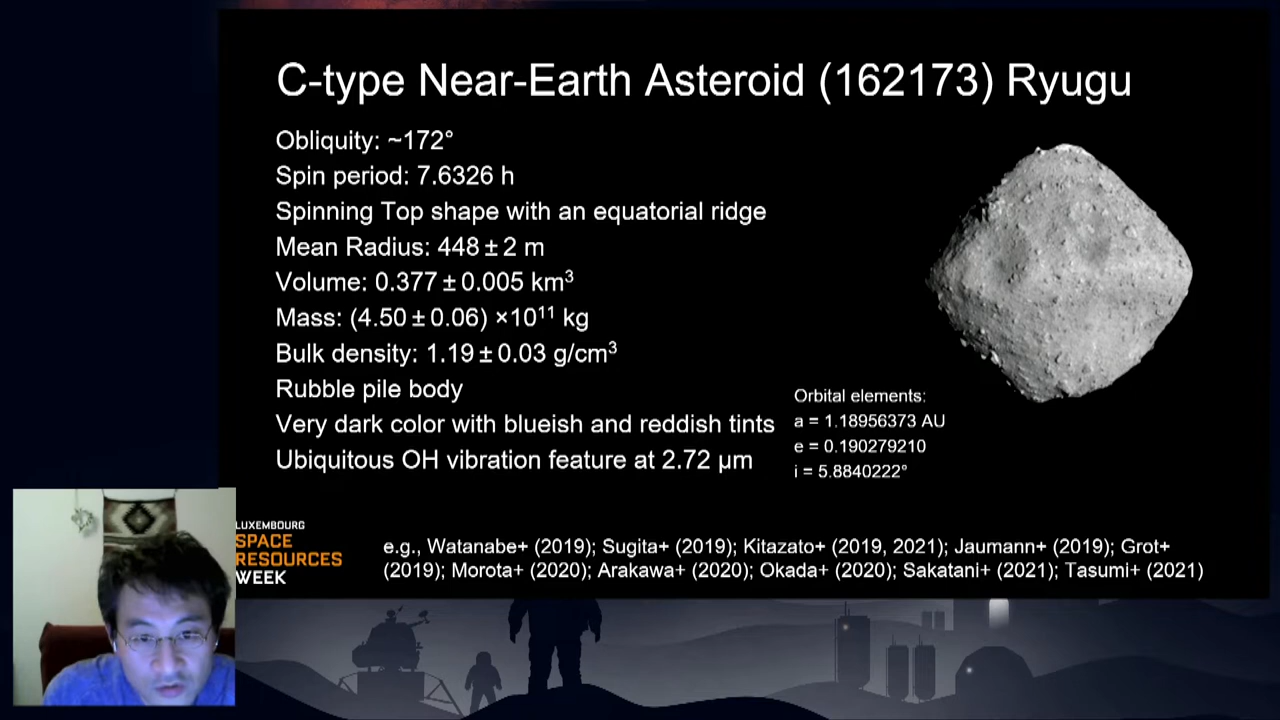 C-type Near-Earth Asteroid (162173) Ryugu
Obliquity: ~172°
Spin period: 7.6326 h
Spinning Top shape with an equatorial ridge
Mean Radius: 448 ± 2 m
Volume: 0.377 ± 0.005 km³
Mass: (4.50 ± 0.06) ×10¹¹ kg
Bulk density: 1.19 ± 0.03 g/cm³
Rubble pile body
Very dark color with blueish and reddish tints
Ubiquitous OH vibration feature at 2.72 µm
Orbital elements:
a = 1.18956373 AU
e = 0.190279210
i = 5.8840222°
LUXEMBOURG
SPACE
RESOURCES
WEEK
e.g., Watanabe+ (2019); Sugita+ (2019); Kitazato+ (2019, 2021); Jaumann+ (2019); Grot+
(2019); Morota+ (2020); Arakawa+ (2020); Okada+ (2020); Sakatani+ (2021); Tasumi+ (2021)